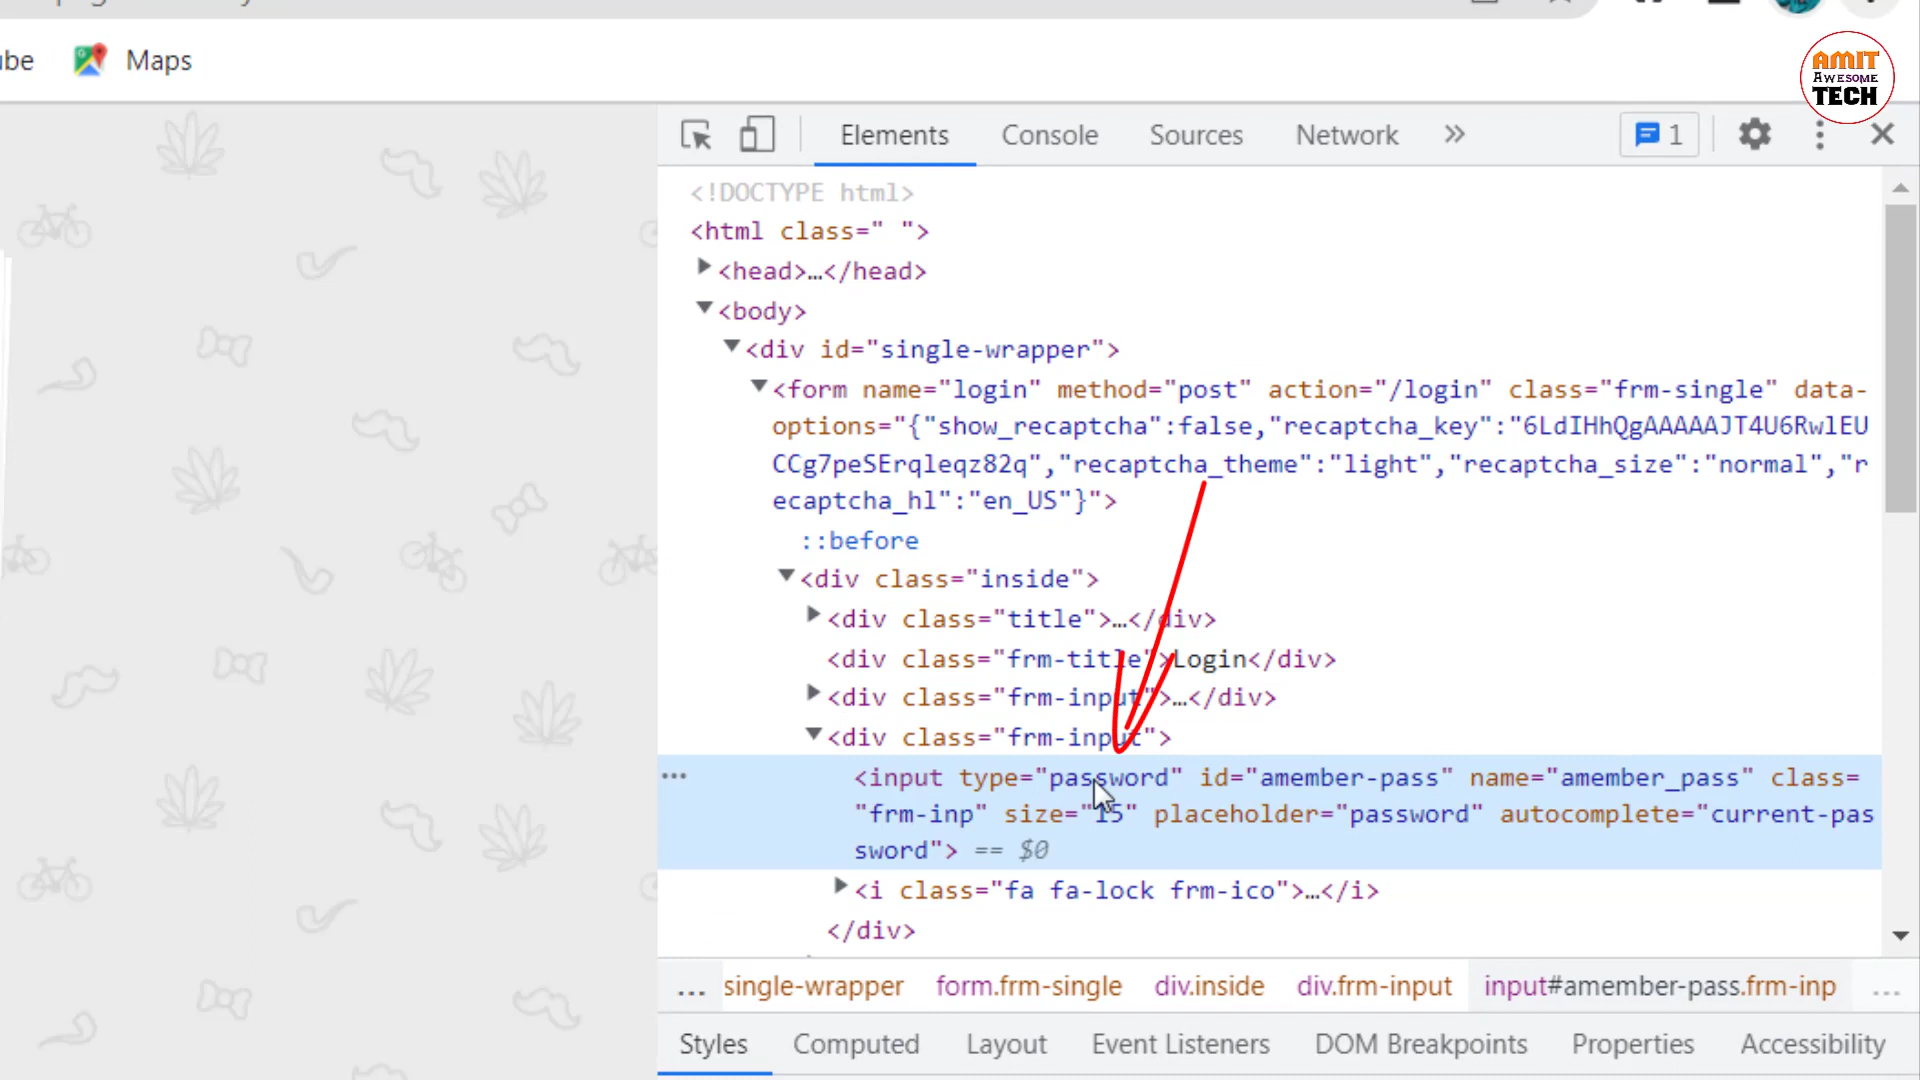 be
Maps
AMIT
AWESOME
TECH
Elements
Console
Sources
Network
1
<!DOCTYPE html>
<html class=" ">
<head>…</head>
<body>
<div id="single-wrapper">
<form name="login" method="post" action="/login" class="frm-single" data-
options="{"show_recaptcha":false,"recaptcha_key":"6LdIHhQgAAAAAJT4U6RwlEU
CCg7peSErqleqz82q","recaptcha_theme":"light","recaptcha_size":"normal","r
ecaptcha_hl":"en_US"}">
::before
<div class="inside">
<div class="title">…</div>
<div class="frm-title">Login</div>
<div class="frm-input">…</div>
<div class="frm-input">
<input type="password" id="amember-pass" name="amember_pass" class=
"frm-inp" size="15" placeholder="password" autocomplete="current-pas
sword"> == $0
<i class="fa fa-lock frm-ico">…</i>
</div>
... single-wrapper form.frm-single div.inside div.frm-input input#amember-pass.frm-inp ...
Styles Computed Layout Event Listeners DOM Breakpoints Properties Accessibility